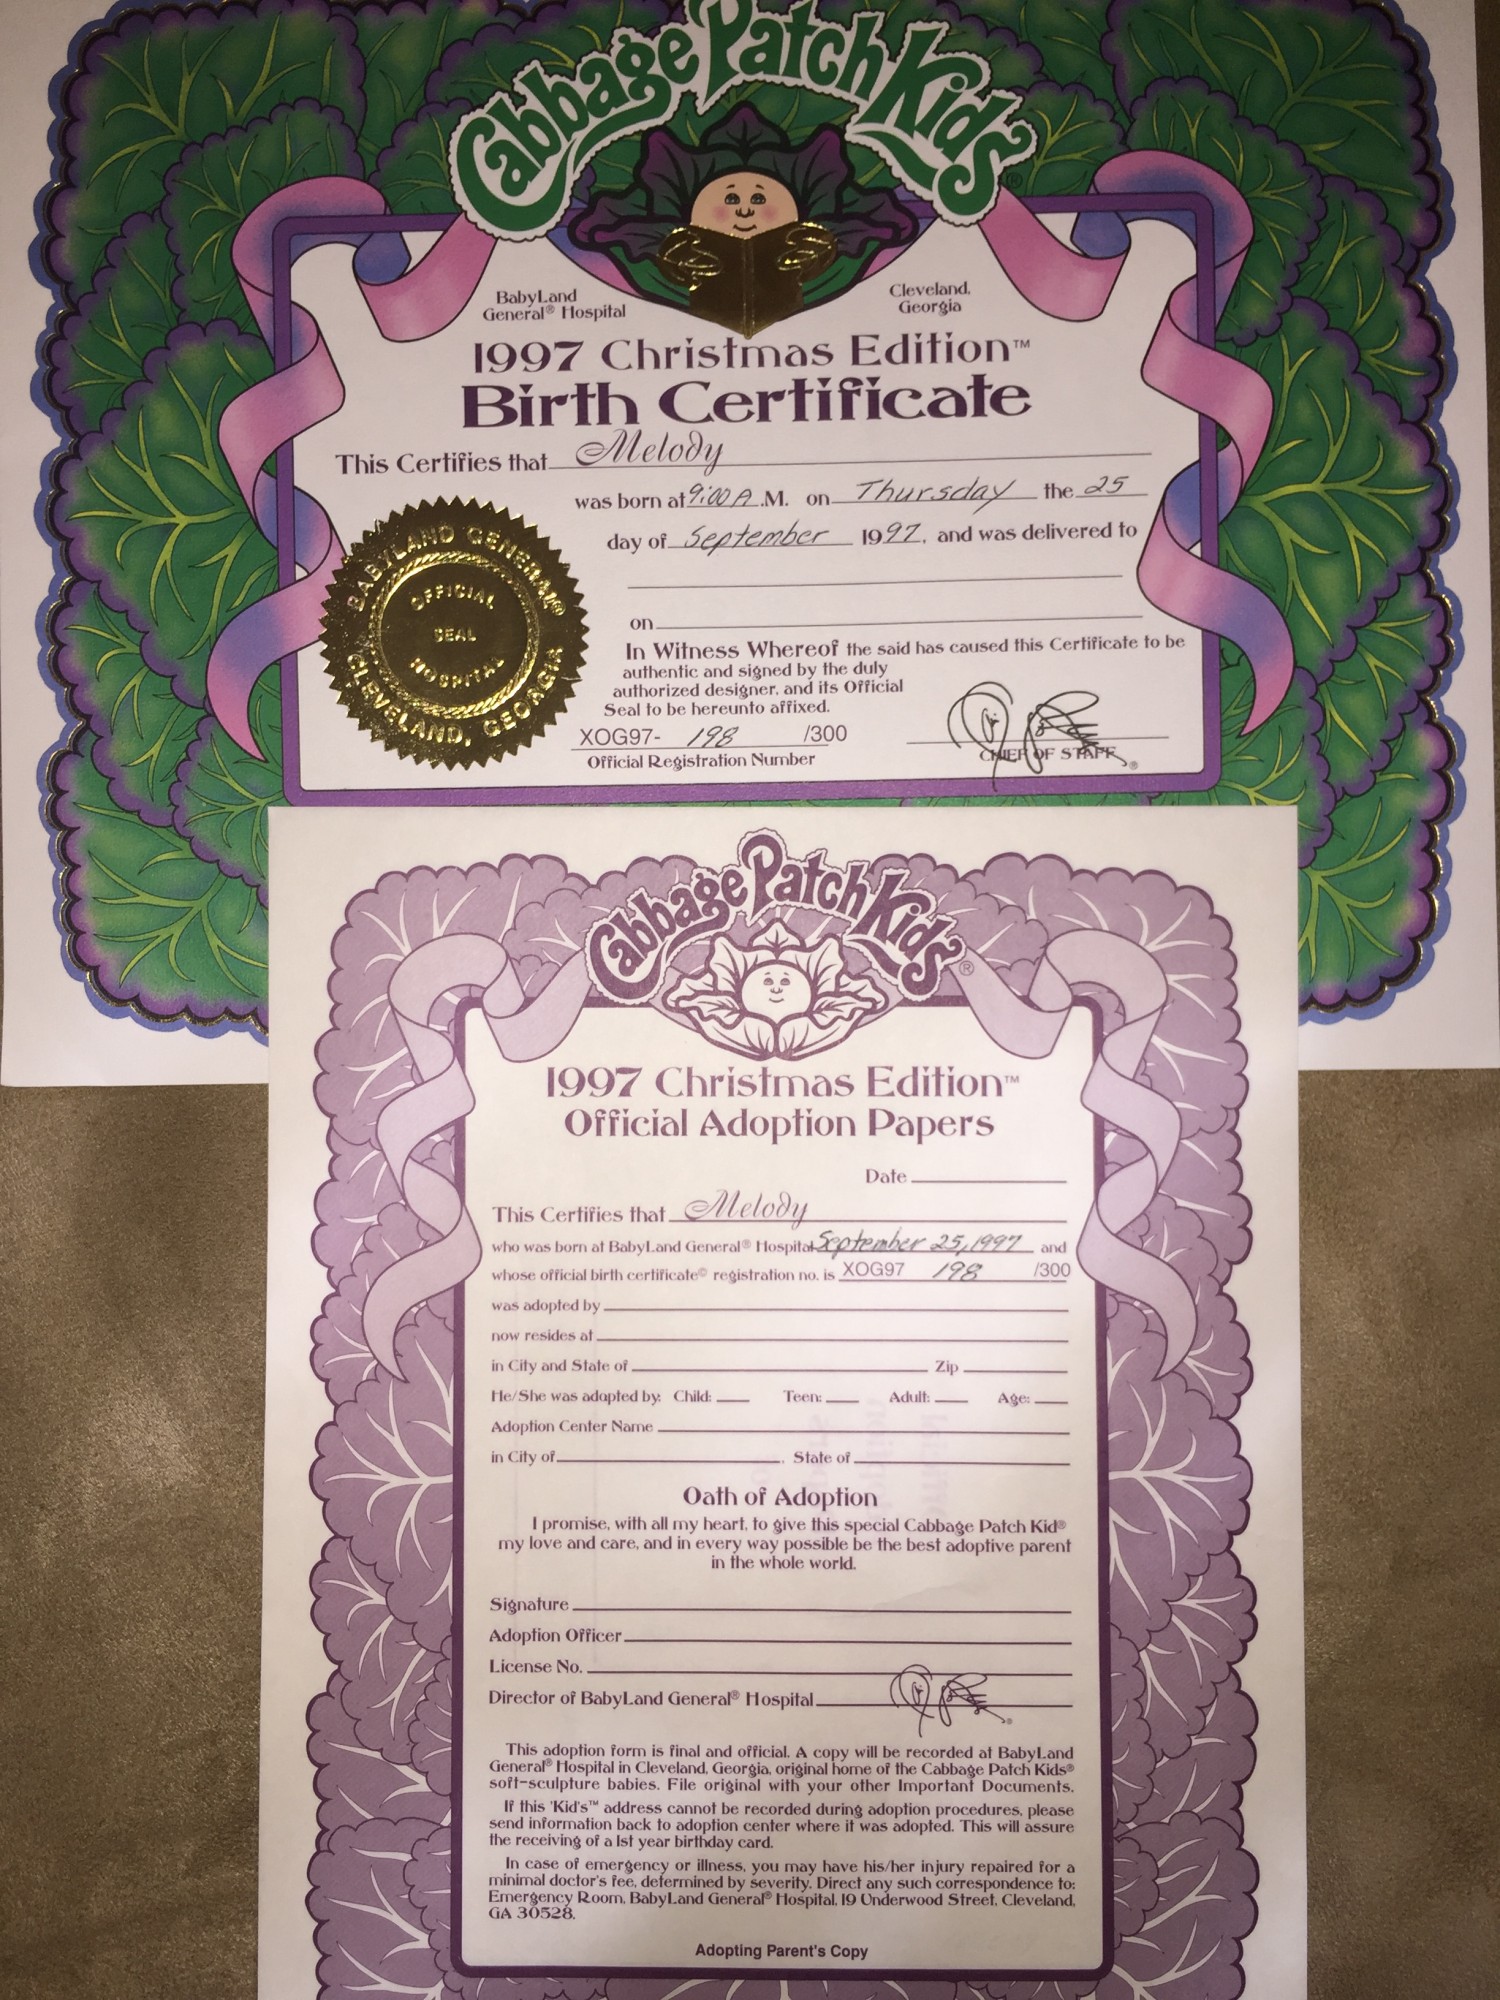 Cabbage Patch Kids®
BabyLand
General® Hospital
Cleveland,
Georgia
1997 Christmas Edition™
Birth Certificate
This Certifies that Melody
was born at 9:00 A.M. on Thursday the 25
day of September 1997, and was delivered to
on
In Witness Whereof the said has caused this Certificate to be
authentic and signed by the duly
authorized designer, and its Official
Seal to be hereunto affixed.
XOG97- 198 /300
Official Registration Number
CHIEF OF STAFF
BABYLAND GENERAL®
OFFICIAL
SEAL
HOSPITAL
CLEVELAND, GEORGIA
Cabbage Patch Kids®
1997 Christmas Edition™
Official Adoption Papers
Date
This Certifies that Melody
who was born at BabyLand General® Hospital September 25, 1997 and
whose official birth certificate© registration no. is XOG97 198 /300
was adopted by
now resides at
in City and State of Zip
He/She was adopted by: Child: Teen: Adult: Age:
Adoption Center Name
in City of , State of
Oath of Adoption
I promise, with all my heart, to give this special Cabbage Patch Kid®
my love and care, and in every way possible be the best adoptive parent
in the whole world.
Signature
Adoption Officer
License No.
Director of BabyLand General® Hospital
This adoption form is final and official. A copy will be recorded at BabyLand
General® Hospital in Cleveland, Georgia, original home of the Cabbage Patch Kids®
soft-sculpture babies. File original with your other Important Documents.
If this 'Kid's™ address cannot be recorded during adoption procedures, please
send information back to adoption center where it was adopted. This will assure
the receiving of a 1st year birthday card.
In case of emergency or illness, you may have his/her injury repaired for a
minimal doctor's fee, determined by severity. Direct any such correspondence to:
Emergency Room, BabyLand General® Hospital, 19 Underwood Street, Cleveland,
GA 30528.
Adopting Parent's Copy